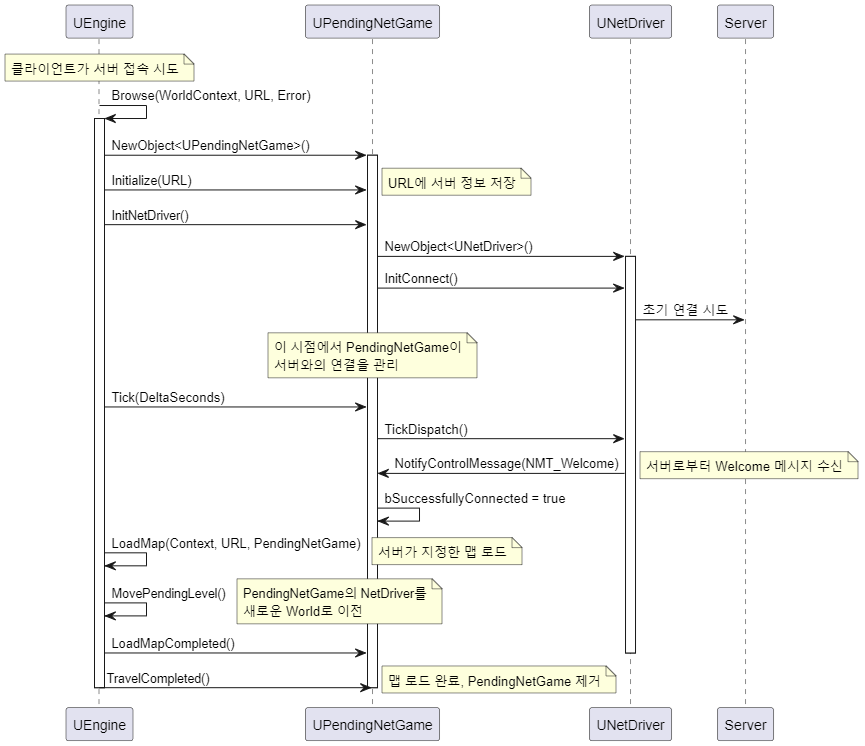 UEngine
UPendingNetGame
UNetDriver
Server
클라이언트가 서버 접속 시도
Browse(WorldContext, URL, Error)
NewObject<UPendingNetGame>()
Initialize(URL)
URL에 서버 정보 저장
InitNetDriver()
NewObject<UNetDriver>()
InitConnect()
초기 연결 시도
이 시점에서 PendingNetGame이
서버와의 연결을 관리
Tick(DeltaSeconds)
TickDispatch()
NotifyControlMessage(NMT_Welcome)
서버로부터 Welcome 메시지 수신
bSuccessfullyConnected = true
LoadMap(Context, URL, PendingNetGame)
서버가 지정한 맵 로드
MovePendingLevel()
PendingNetGame의 NetDriver를
새로운 World로 이전
LoadMapCompleted()
TravelCompleted()
맵 로드 완료, PendingNetGame 제거
UEngine
UPendingNetGame
UNetDriver
Server